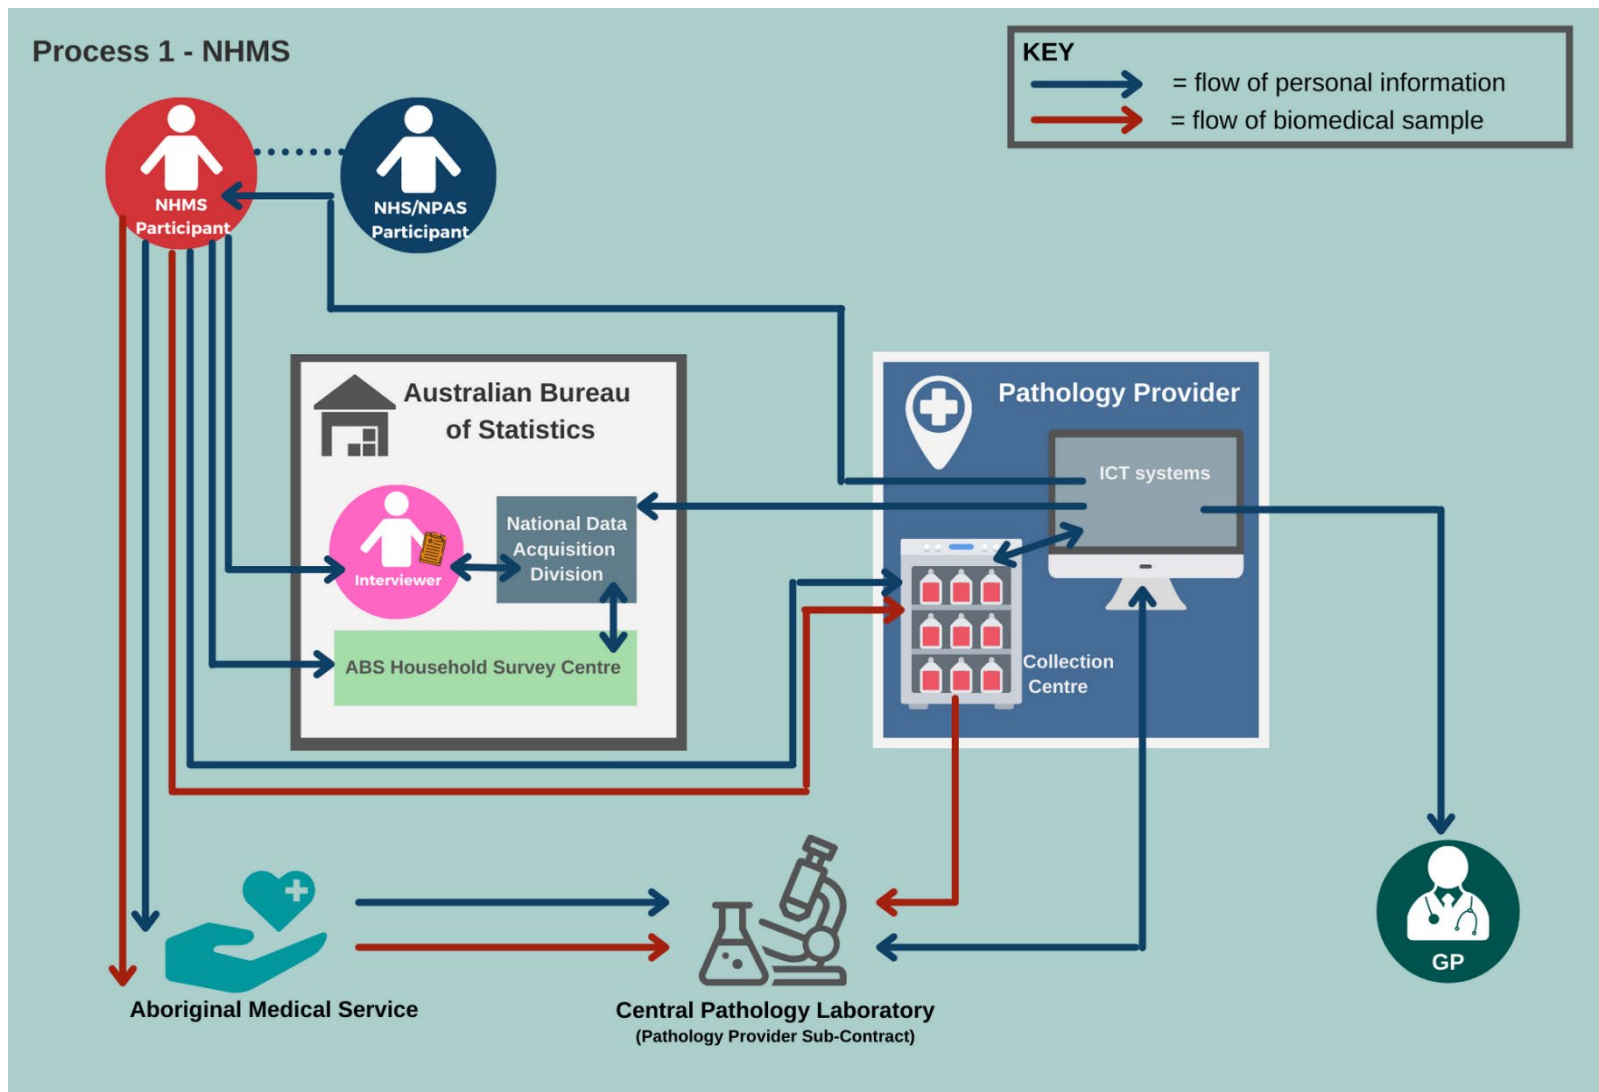 Process 1 - NHMS
KEY
= flow of personal information
= flow of biomedical sample
NHMS
Participant
NHS/NPAS
Participant
Australian Bureau
of Statistics
Pathology Provider
ICT systems
National Data
Acquisition
Division
Interviewer
ABS Household Survey Centre
Collection
Centre
Aboriginal Medical Service
Central Pathology Laboratory
(Pathology Provider Sub-Contract)
GP